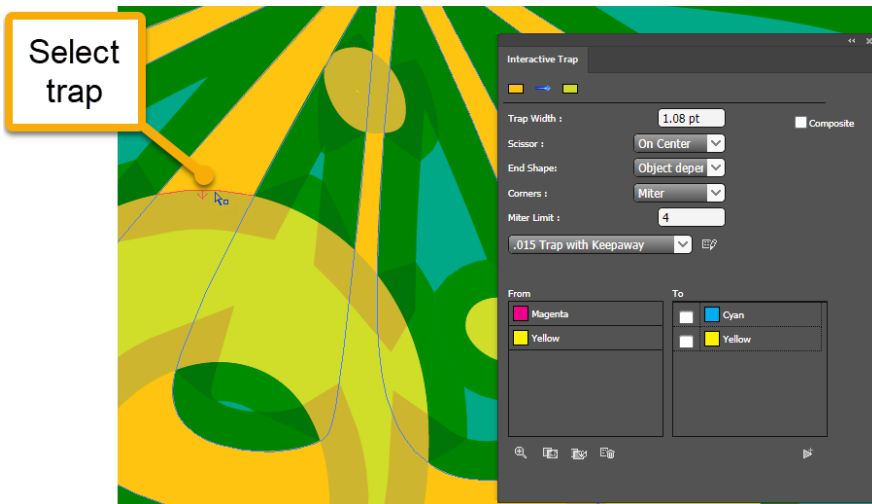 Select
trap
Interactive Trap
Trap Width :
1.08 pt
Composite
Scissor :
On Center
End Shape:
Object deper
Corners :
Miter
Miter Limit :
4
.015 Trap with Keepaway
From
To
Magenta
Cyan
Yellow
Yellow